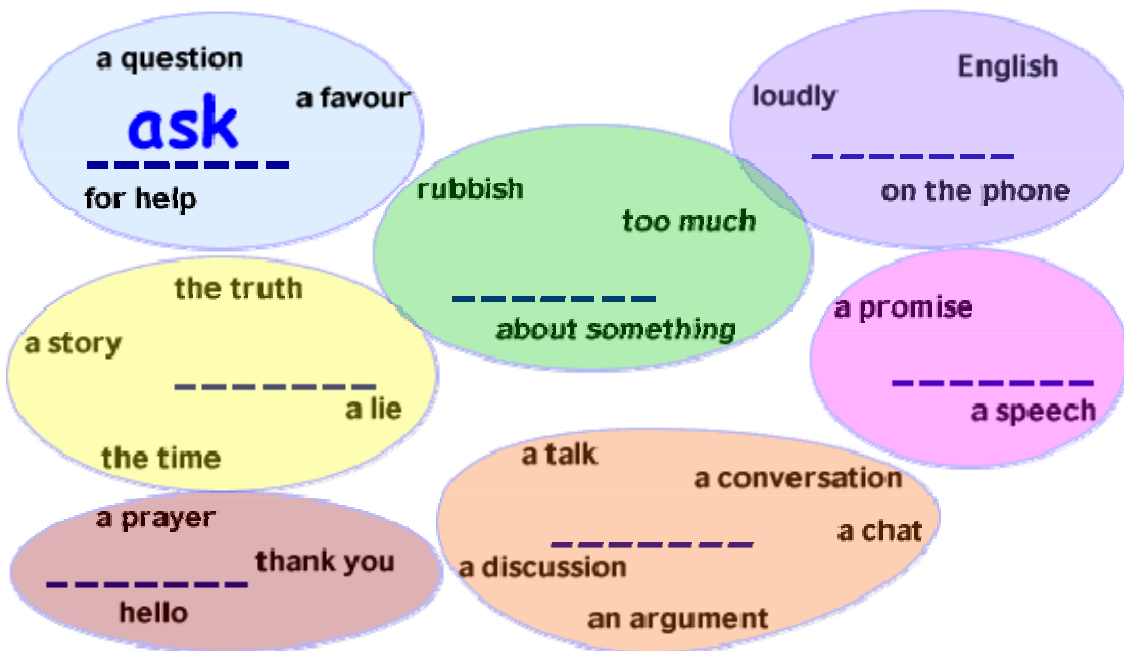 a question
a favour
ask
for help
English
loudly
on the phone
rubbish
too much
about something
the truth
a story
a lie
the time
a promise
a speech
a talk
a conversation
a chat
a discussion
an argument
a prayer
thank you
hello